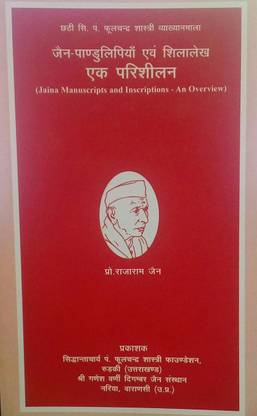 छठी सि. पं. फूलचन्द्र शास्त्री व्याख्यानमाला
जैन-पाण्डुलिपियाँ एवं शिलालेख
एक परिशीलन
(Jaina Manuscripts and Inscriptions - An Overview)
प्रो.राजाराम जैन
प्रकाशक
सिद्धान्ताचार्य पं. फूलचन्द्र शास्त्री फाउण्डेशन,
रुड़की (उत्तराखण्ड)
श्री गणेश वर्णी दिगम्बर जैन संस्थान
नरिया, वाराणसी (उ.प्र.)